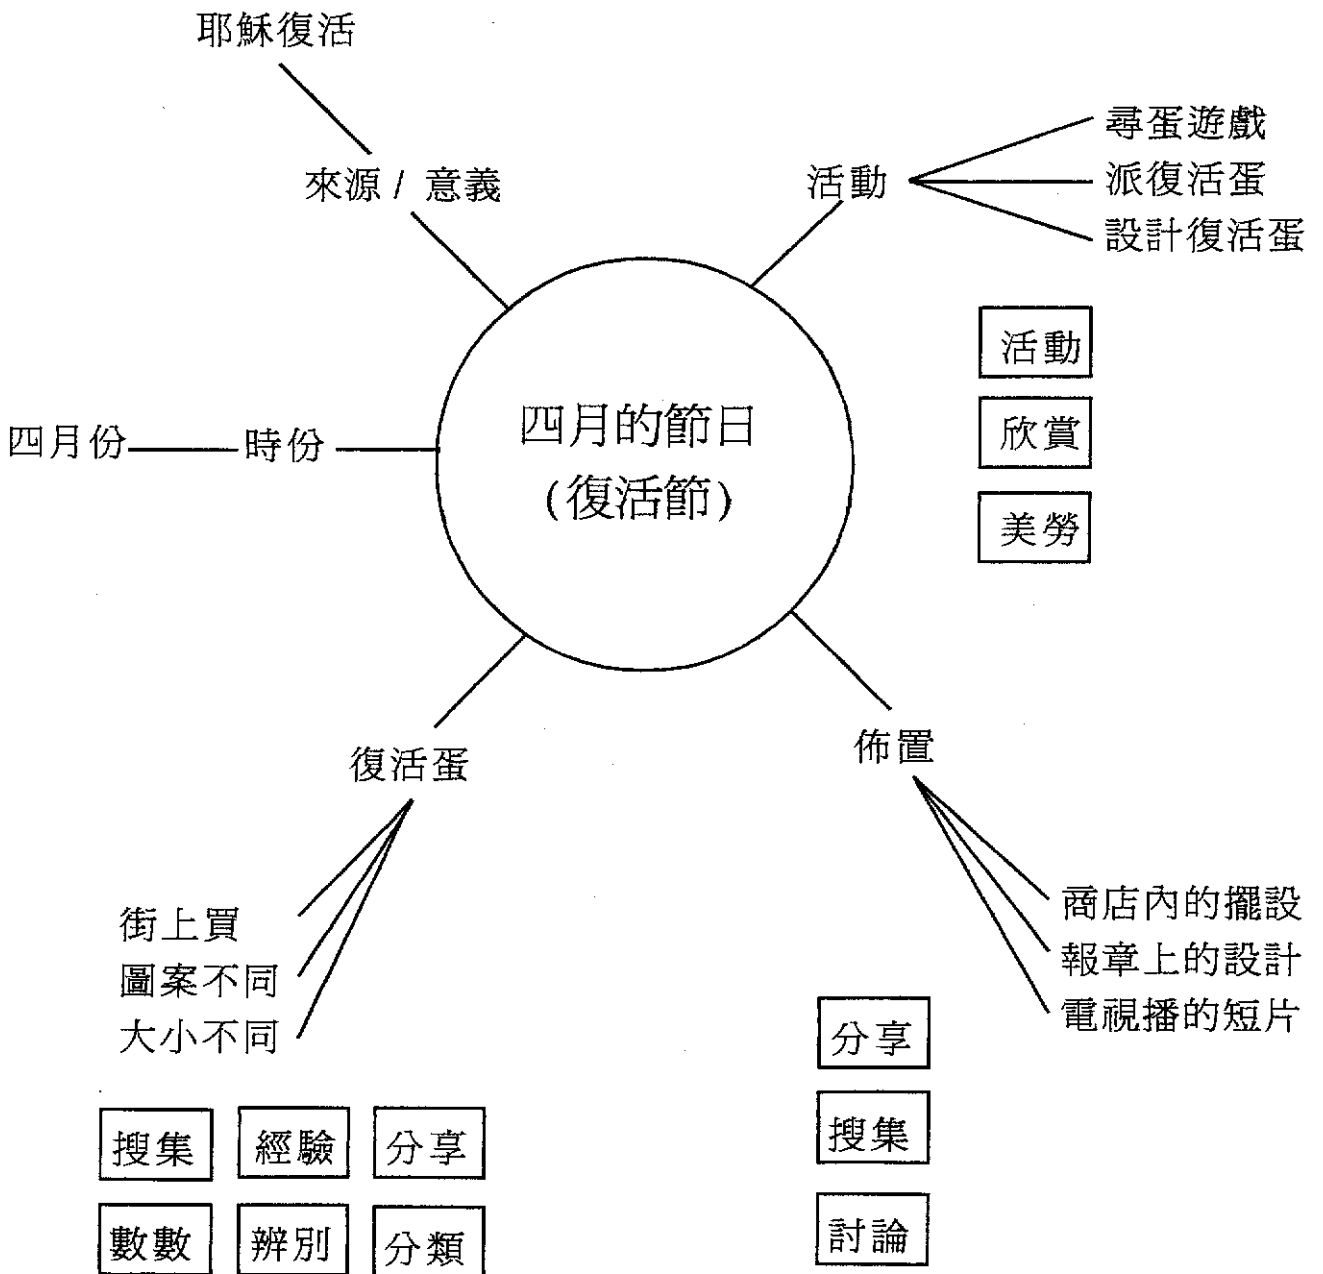 耶穌復活
來源 / 意義
活動
尋蛋遊戲
派復活蛋
設計復活蛋
活動
欣賞
美勞
四月份
時份
四月的節日
(復活節)
復活蛋
佈置
街上買
圖案不同
大小不同
商店內的擺設
報章上的設計
電視播的短片
分享
搜集
討論
搜集
經驗
分享
數數
辨別
分類